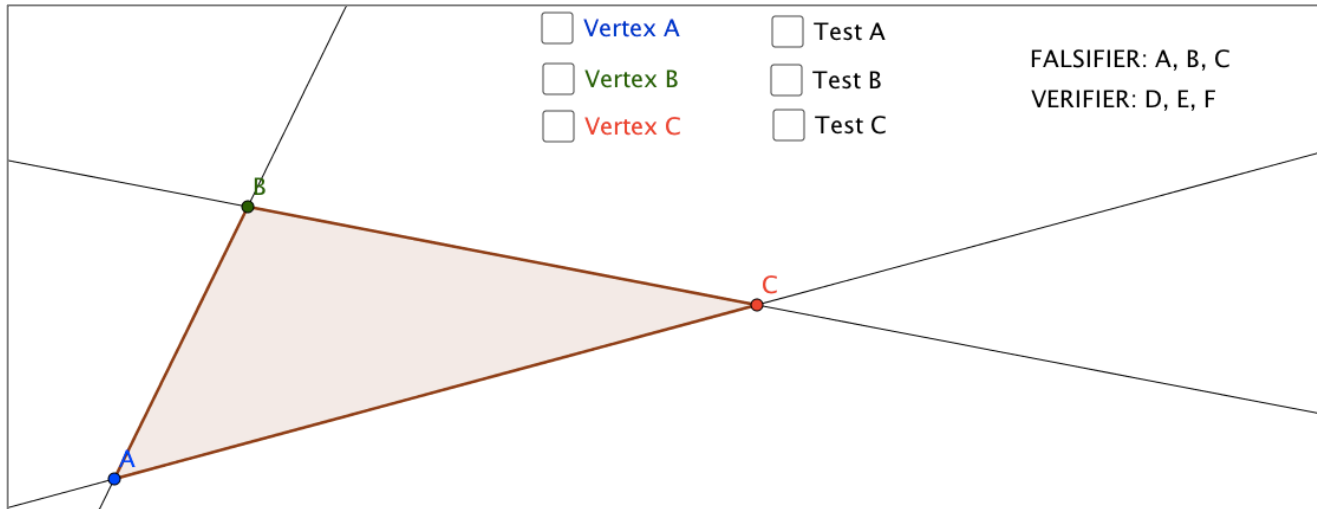 Vertex A
Test A
Vertex B
Test B
Vertex C
Test C
FALSIFIER: A, B, C
VERIFIER: D, E, F
B
C
A